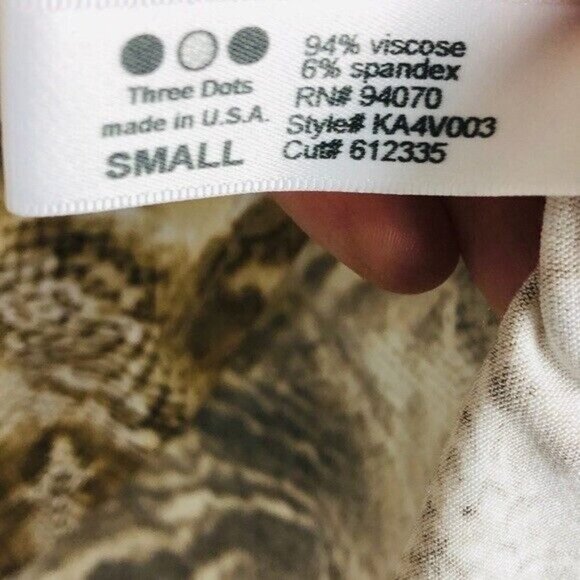 Three Dots
made in U.S.A.
SMALL
94% viscose
6% spandex
RN# 94070
Style# KA4V003
Cut# 612335